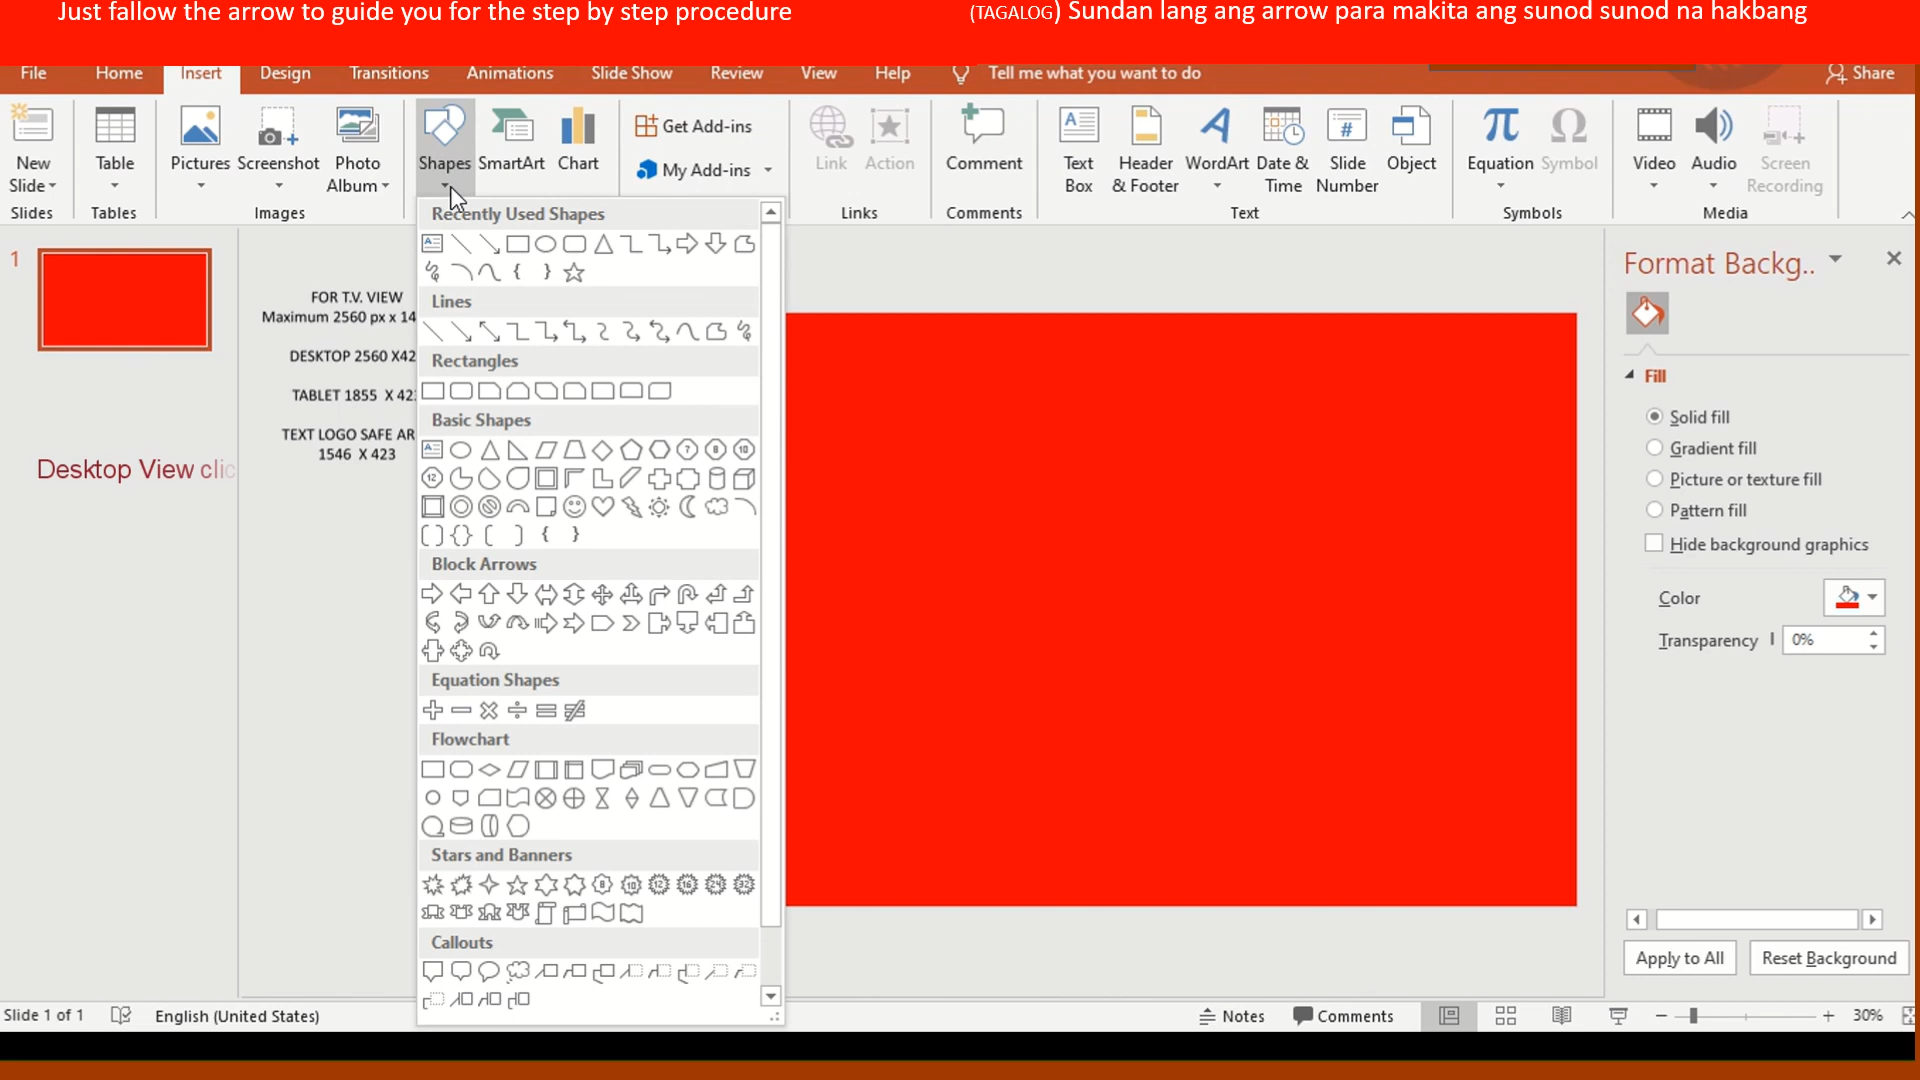 Just fallow the arrow to guide you for the step by step procedure
(TAGALOG) Sundan lang ang arrow para makita ang sunod sunod na hakbang
File Home Insert Design Transitions Animations Slide Show Review View Help Tell me what you want to do Share
New Slide
Table
Pictures
Screenshot
Photo Album
Shapes
SmartArt
Chart
Get Add-ins
My Add-ins
Link
Action
Comment
Text Box
Header & Footer
WordArt
Date & Time
Slide Number
Object
Equation
Symbol
Video
Audio
Screen Recording
Slides Tables Images Links Comments Text Symbols Media
1
Desktop View clic
FOR T.V. VIEW
Maximum 2560 px x 14
DESKTOP 2560 X42
TABLET 1855 X 42
TEXT LOGO SAFE AR
1546 X 423
Recently Used Shapes
Lines
Rectangles
Basic Shapes
Block Arrows
Equation Shapes
Flowchart
Stars and Banners
Callouts
Format Backg..
Fill
Solid fill
Gradient fill
Picture or texture fill
Pattern fill
Hide background graphics
Color
Transparency 0%
Apply to All
Reset Background
Slide 1 of 1 English (United States) Notes Comments 30%